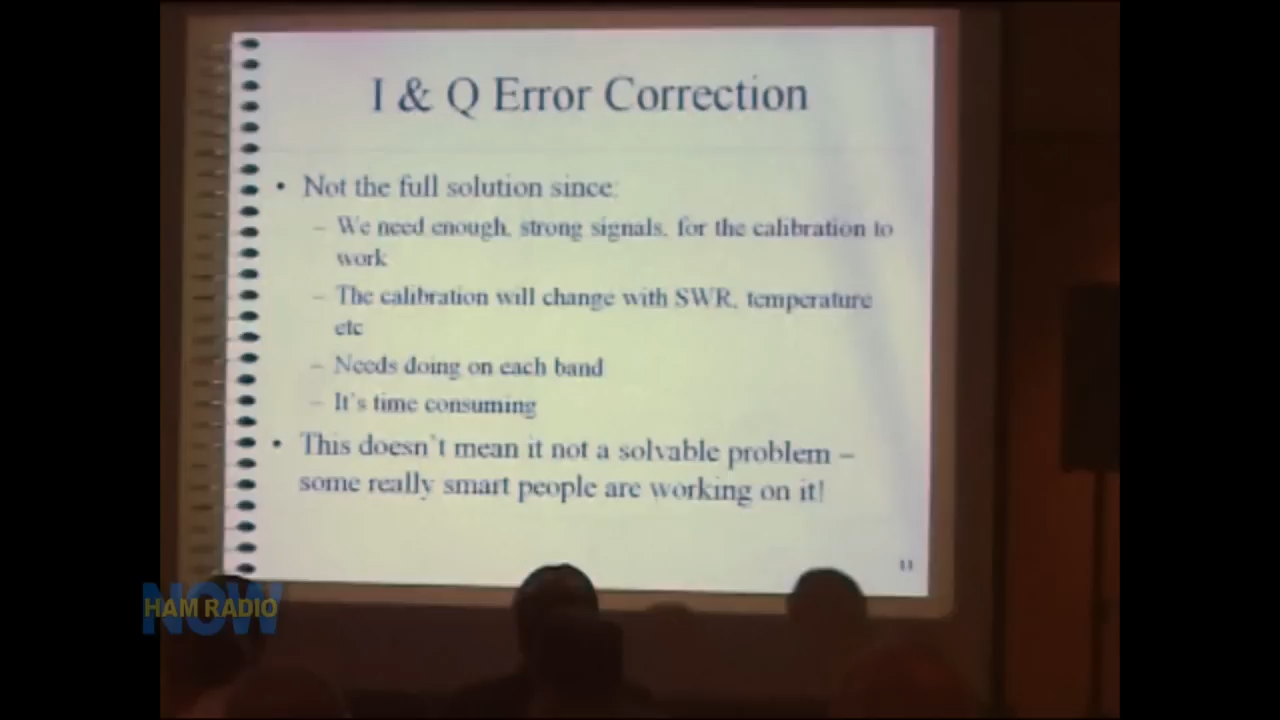 I & Q Error Correction
• Not the full solution since:
– We need enough, strong signals, for the calibration to
work
– The calibration will change with SWR, temperature
etc
– Needs doing on each band
– It's time consuming
• This doesn't mean it not a solvable problem –
some really smart people are working on it!
11
NOW
HAM RADIO